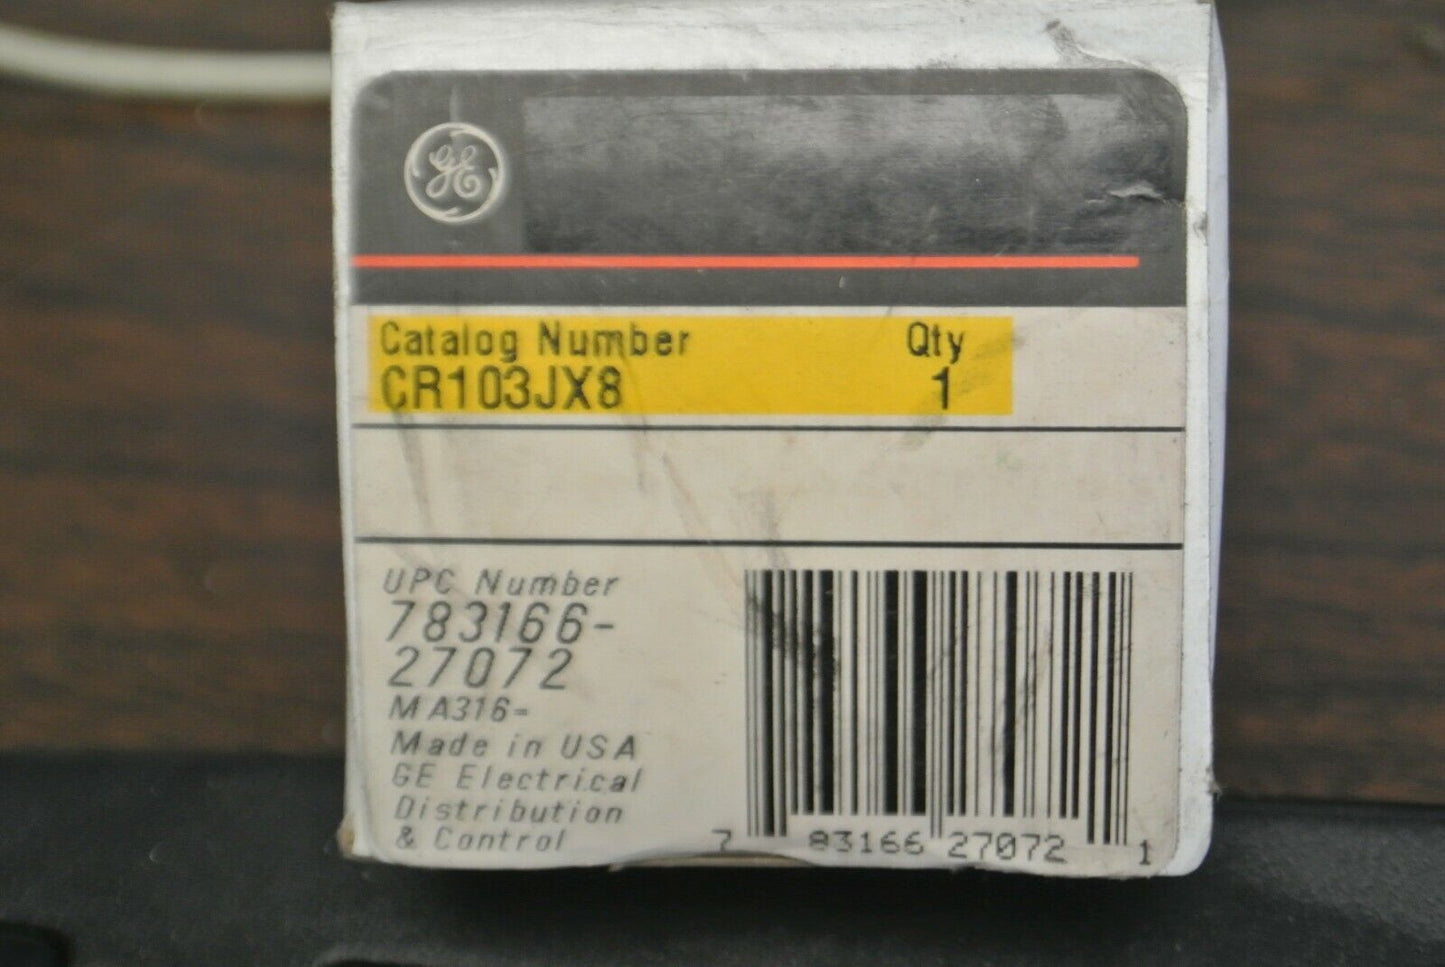 GE
Catalog Number Qty
CR103JX8 1
UPC Number
783166-
27072
MA316-
Made in USA
GE Electrical
Distribution
& Control
7 83166 27072 1